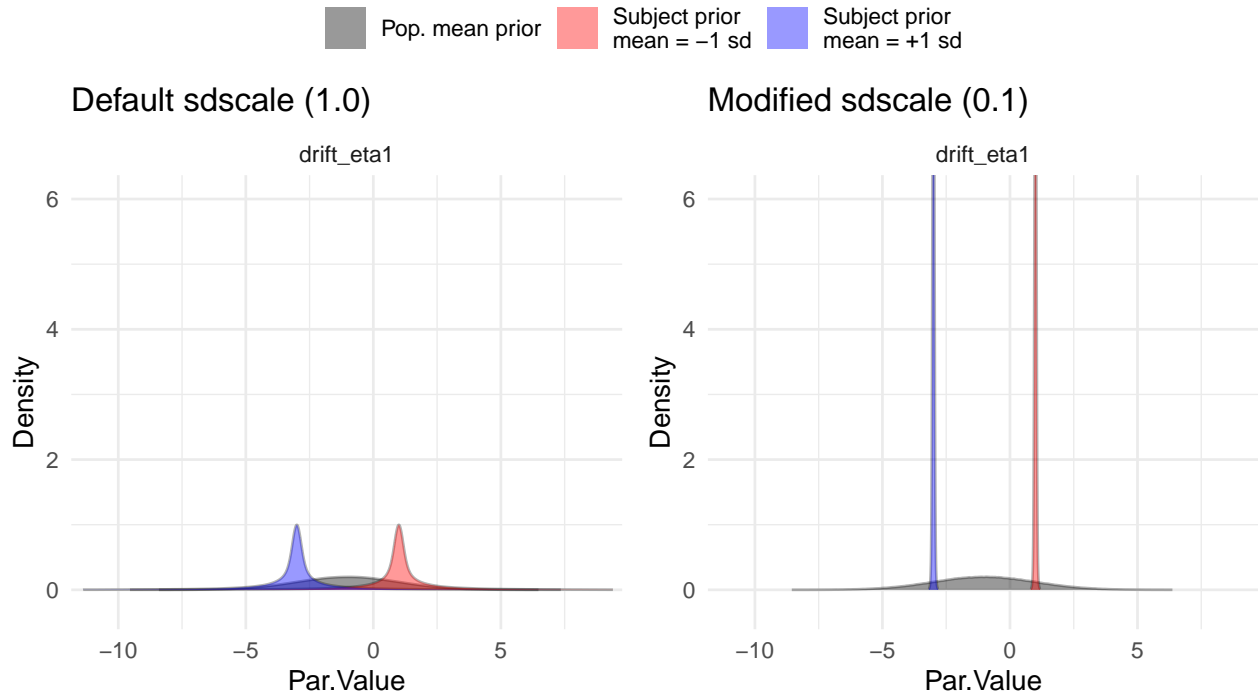 Pop. mean prior
Subject prior
mean = −1 sd
Subject prior
mean = +1 sd
Default sdscale (1.0)
drift_eta1
6
4
2
0
Density
−10
−5
0
5
Par.Value
Modified sdscale (0.1)
drift_eta1
6
4
2
0
Density
−10
−5
0
5
Par.Value